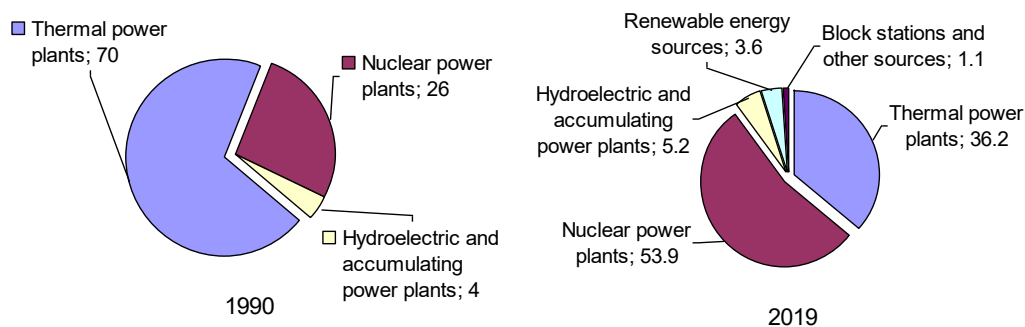 Thermal power
plants; 70
Nuclear power
plants; 26
Hydroelectric and
accumulating
power plants; 4
1990
Renewable energy
sources; 3.6
Block stations and
other sources; 1.1
Hydroelectric and
accumulating
power plants; 5.2
Thermal power
plants; 36.2
Nuclear power
plants; 53.9
2019